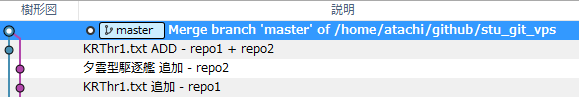 樹形図 説明
master Merge branch 'master' of /home/atachi/github/stu_git_vps
KRThr1.txt ADD - repo1 + repo2
夕雲型駆逐艦 追加 - repo2
KRThr1.txt 追加 - repo1